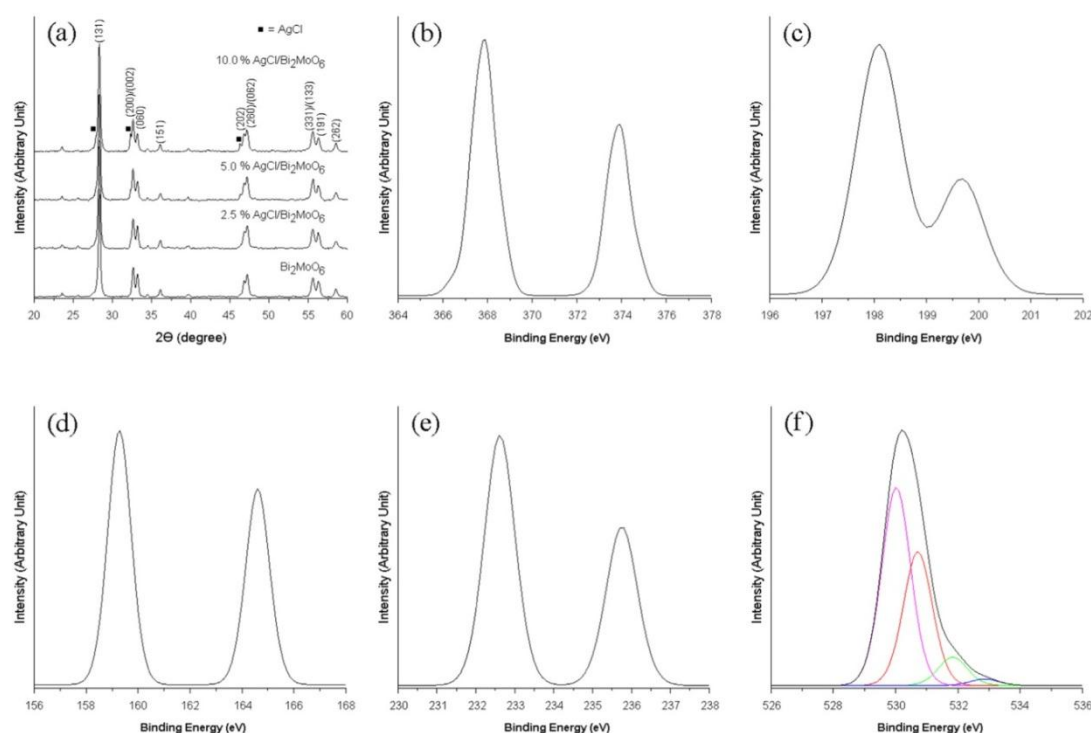 (a)
(131)
■ = AgCl
10.0 % AgCl/Bi₂MoO₆
(200)/(002)
(060)
(151)
(202)
(260)/(062)
(331)/(133)
(191)
(262)
5.0 % AgCl/Bi₂MoO₆
2.5 % AgCl/Bi₂MoO₆
Bi₂MoO₆
Intensity (Arbitrary Unit)
20 30 40 50 60
2Θ (degree)
(b)
Intensity (Arbitrary Unit)
364 366 368 370 372 374 376 378
Binding Energy (eV)
(c)
Intensity (Arbitrary Unit)
196 197 198 199 200 201 202
Binding Energy (eV)
(d)
Intensity (Arbitrary Unit)
156 158 160 162 164 166 168
Binding Energy (eV)
(e)
Intensity (Arbitrary Unit)
230 231 232 233 234 235 236 237 238
Binding Energy (eV)
(f)
Intensity (Arbitrary Unit)
526 528 530 532 534 536
Binding Energy (eV)